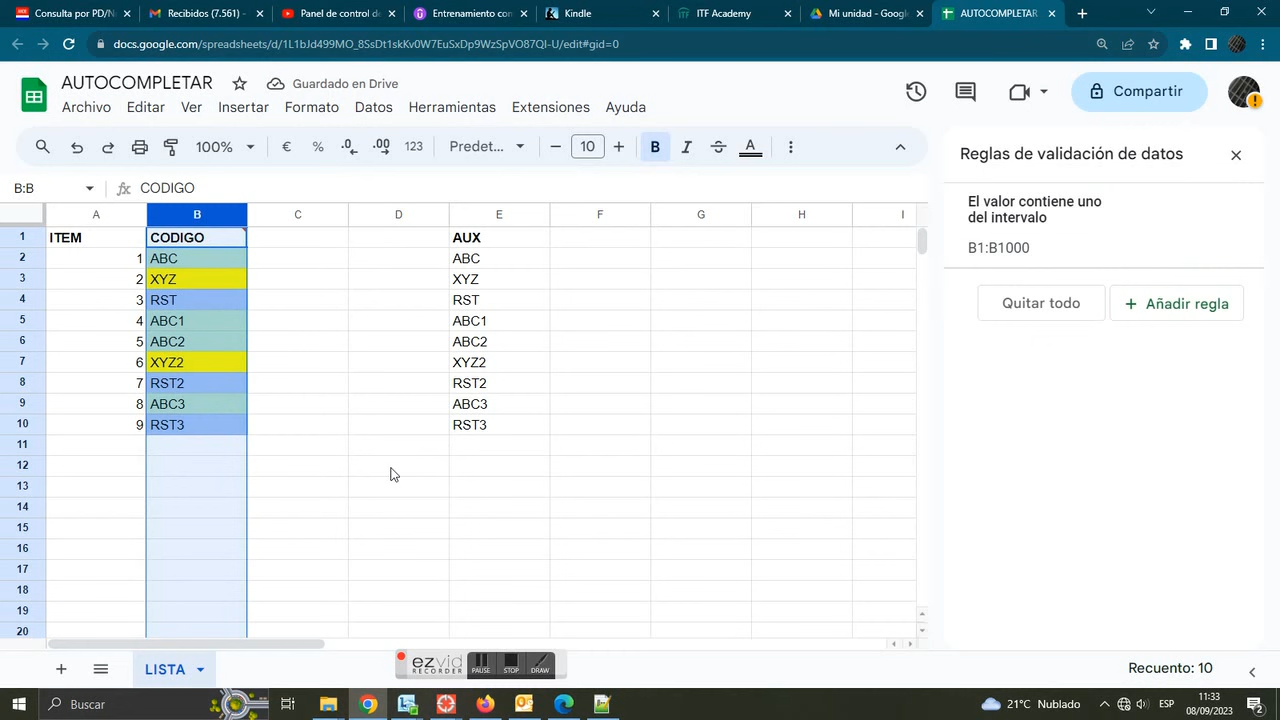 Consulta por PD/N
Recibidos (7.561) -
Panel de control de
Entrenamiento con
Kindle
ITF Academy
Mi unidad - Google
AUTOCOMPLETAR
docs.google.com/spreadsheets/d/1L1bJd499MO_8SsDt1skKv0W7EuSxDp9WzSpVO87QI-U/edit#gid=0
AUTOCOMPLETAR
Guardado en Drive
Archivo Editar Ver Insertar Formato Datos Herramientas Extensiones Ayuda
Compartir
100% € % .0 .00 123 Predet... 10 B I S A
B:B fx CODIGO
A B C D E F G H I
1 ITEM CODIGO AUX
2 1 ABC ABC
3 2 XYZ XYZ
4 3 RST RST
5 4 ABC1 ABC1
6 5 ABC2 ABC2
7 6 XYZ2 XYZ2
8 7 RST2 RST2
9 8 ABC3 ABC3
10 9 RST3 RST3
11
12
13
14
15
16
17
18
19
20
Reglas de validación de datos
El valor contiene uno
del intervalo
B1:B1000
Quitar todo
+ Añadir regla
LISTA
ezvid
RECORDER
PAUSE STOP DRAW
Recuento: 10
Buscar
21°C Nublado
ESP
11:33
08/09/2023
2